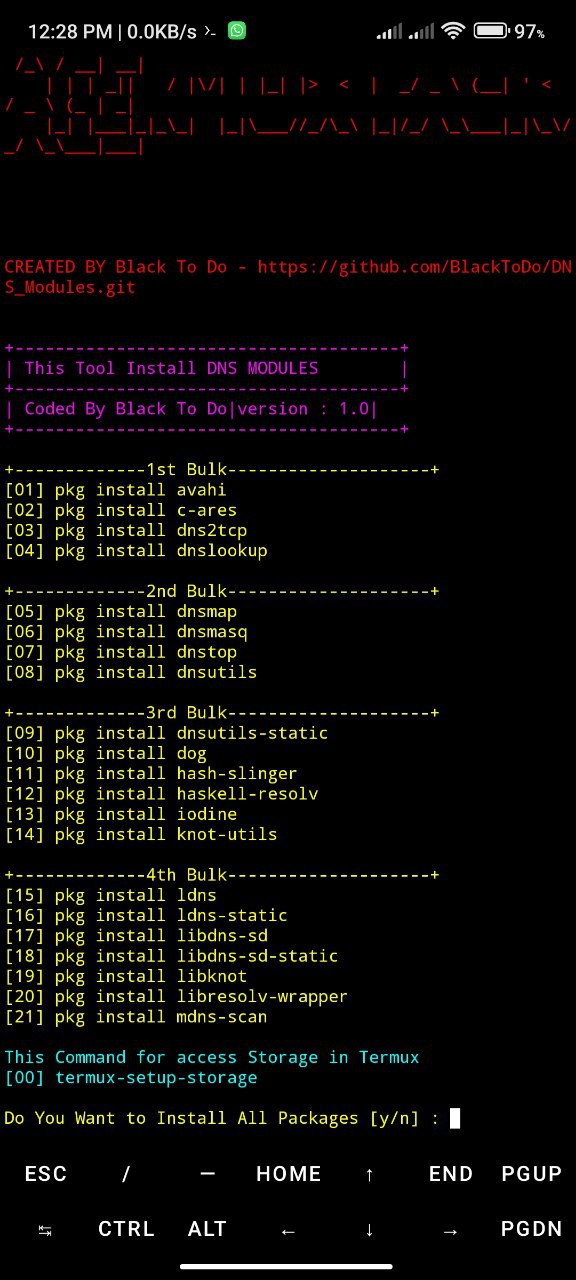 12:28 PM | 0.0KB/s
97%
CREATED BY Black To Do - https://github.com/BlackToDo/DN
S_Modules.git
+--------------------------------------+
| This Tool Install DNS MODULES        |
+--------------------------------------+
| Coded By Black To Do|version : 1.0|
+--------------------------------------+
+-------------1st Bulk--------------------+
[01] pkg install avahi
[02] pkg install c-ares
[03] pkg install dns2tcp
[04] pkg install dnslookup
+-------------2nd Bulk--------------------+
[05] pkg install dnsmap
[06] pkg install dnsmasq
[07] pkg install dnstop
[08] pkg install dnsutils
+-------------3rd Bulk--------------------+
[09] pkg install dnsutils-static
[10] pkg install dog
[11] pkg install hash-slinger
[12] pkg install haskell-resolv
[13] pkg install iodine
[14] pkg install knot-utils
+-------------4th Bulk--------------------+
[15] pkg install ldns
[16] pkg install ldns-static
[17] pkg install libdns-sd
[18] pkg install libdns-sd-static
[19] pkg install libknot
[20] pkg install libresolv-wrapper
[21] pkg install mdns-scan
This Command for access Storage in Termux
[00] termux-setup-storage
Do You Want to Install All Packages [y/n] :
ESC / — HOME ↑ END PGUP
↹ CTRL ALT ← ↓ → PGDN